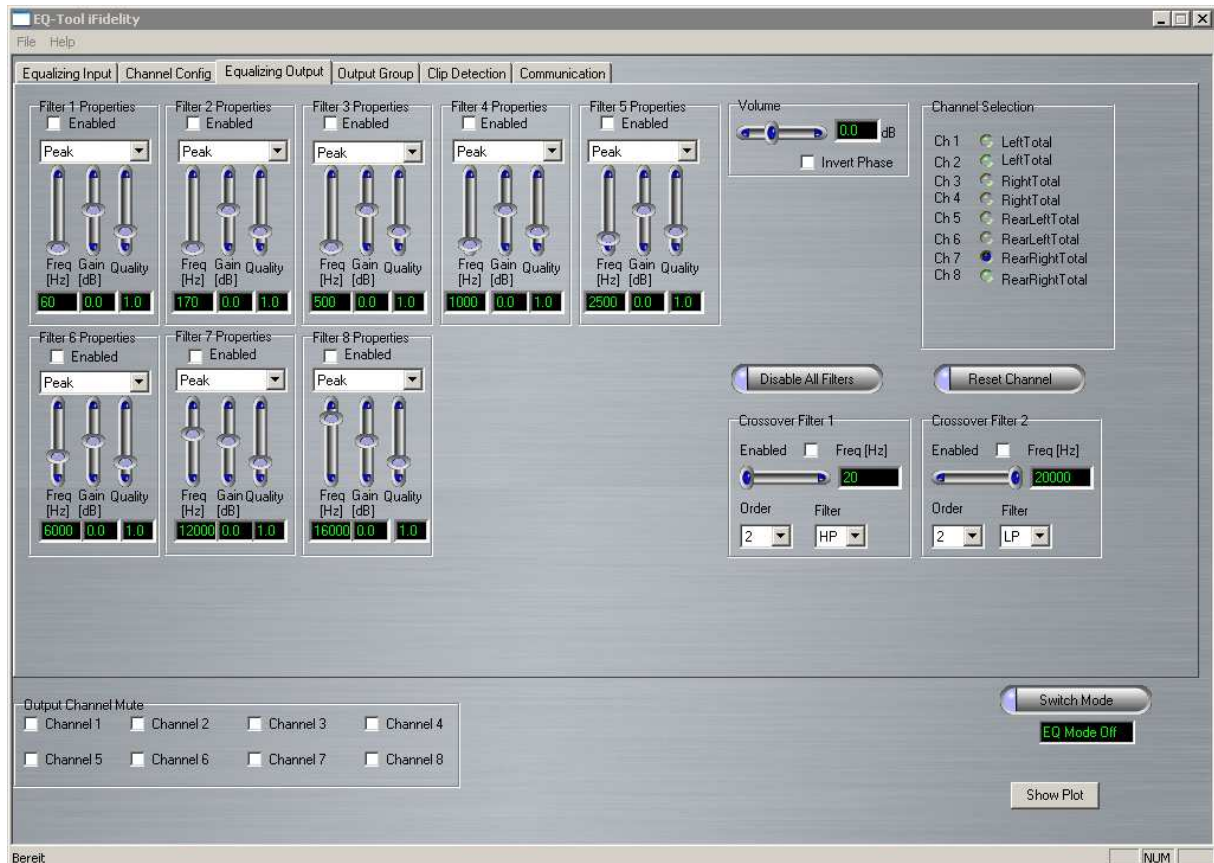 EQ-Tool iFidelity
File Help
Equalizing Input Channel Config Equalizing Output Output Group Clip Detection Communication
Filter 1 Properties
Enabled
Peak
Freq [Hz] Gain [dB] Quality
60 0.0 1.0
Filter 2 Properties
Enabled
Peak
Freq [Hz] Gain [dB] Quality
170 0.0 1.0
Filter 3 Properties
Enabled
Peak
Freq [Hz] Gain [dB] Quality
500 0.0 1.0
Filter 4 Properties
Enabled
Peak
Freq [Hz] Gain [dB] Quality
1000 0.0 1.0
Filter 5 Properties
Enabled
Peak
Freq [Hz] Gain [dB] Quality
2500 0.0 1.0
Volume
0.0 dB
Invert Phase
Channel Selection
Ch 1 LeftTotal
Ch 2 LeftTotal
Ch 3 RightTotal
Ch 4 RightTotal
Ch 5 RearLeftTotal
Ch 6 RearLeftTotal
Ch 7 RearRightTotal
Ch 8 RearRightTotal
Filter 6 Properties
Enabled
Peak
Freq [Hz] Gain [dB] Quality
6000 0.0 1.0
Filter 7 Properties
Enabled
Peak
Freq [Hz] Gain [dB] Quality
12000 0.0 1.0
Filter 8 Properties
Enabled
Peak
Freq [Hz] Gain [dB] Quality
16000 0.0 1.0
Disable All Filters
Reset Channel
Crossover Filter 1
Enabled Freq [Hz]
20
Order Filter
2 HP
Crossover Filter 2
Enabled Freq [Hz]
20000
Order Filter
2 LP
Output Channel Mute
Channel 1 Channel 2 Channel 3 Channel 4
Channel 5 Channel 6 Channel 7 Channel 8
Switch Mode
EQ Mode Off
Show Plot
Bereit
NUM